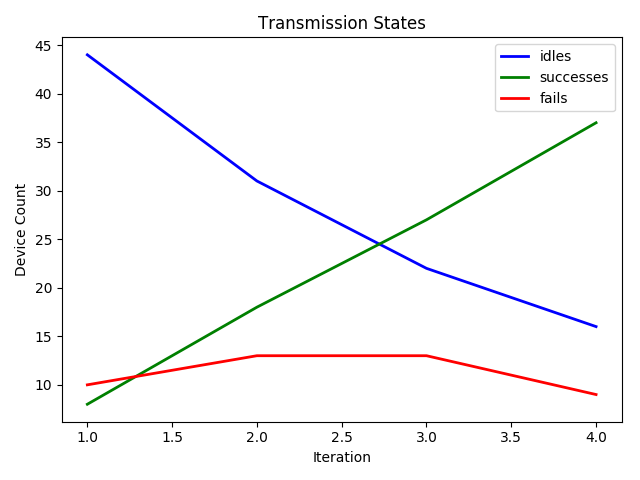 Transmission States
idles
successes
fails
Device Count
45
40
35
30
25
20
15
10
1.0 1.5 2.0 2.5 3.0 3.5 4.0
Iteration